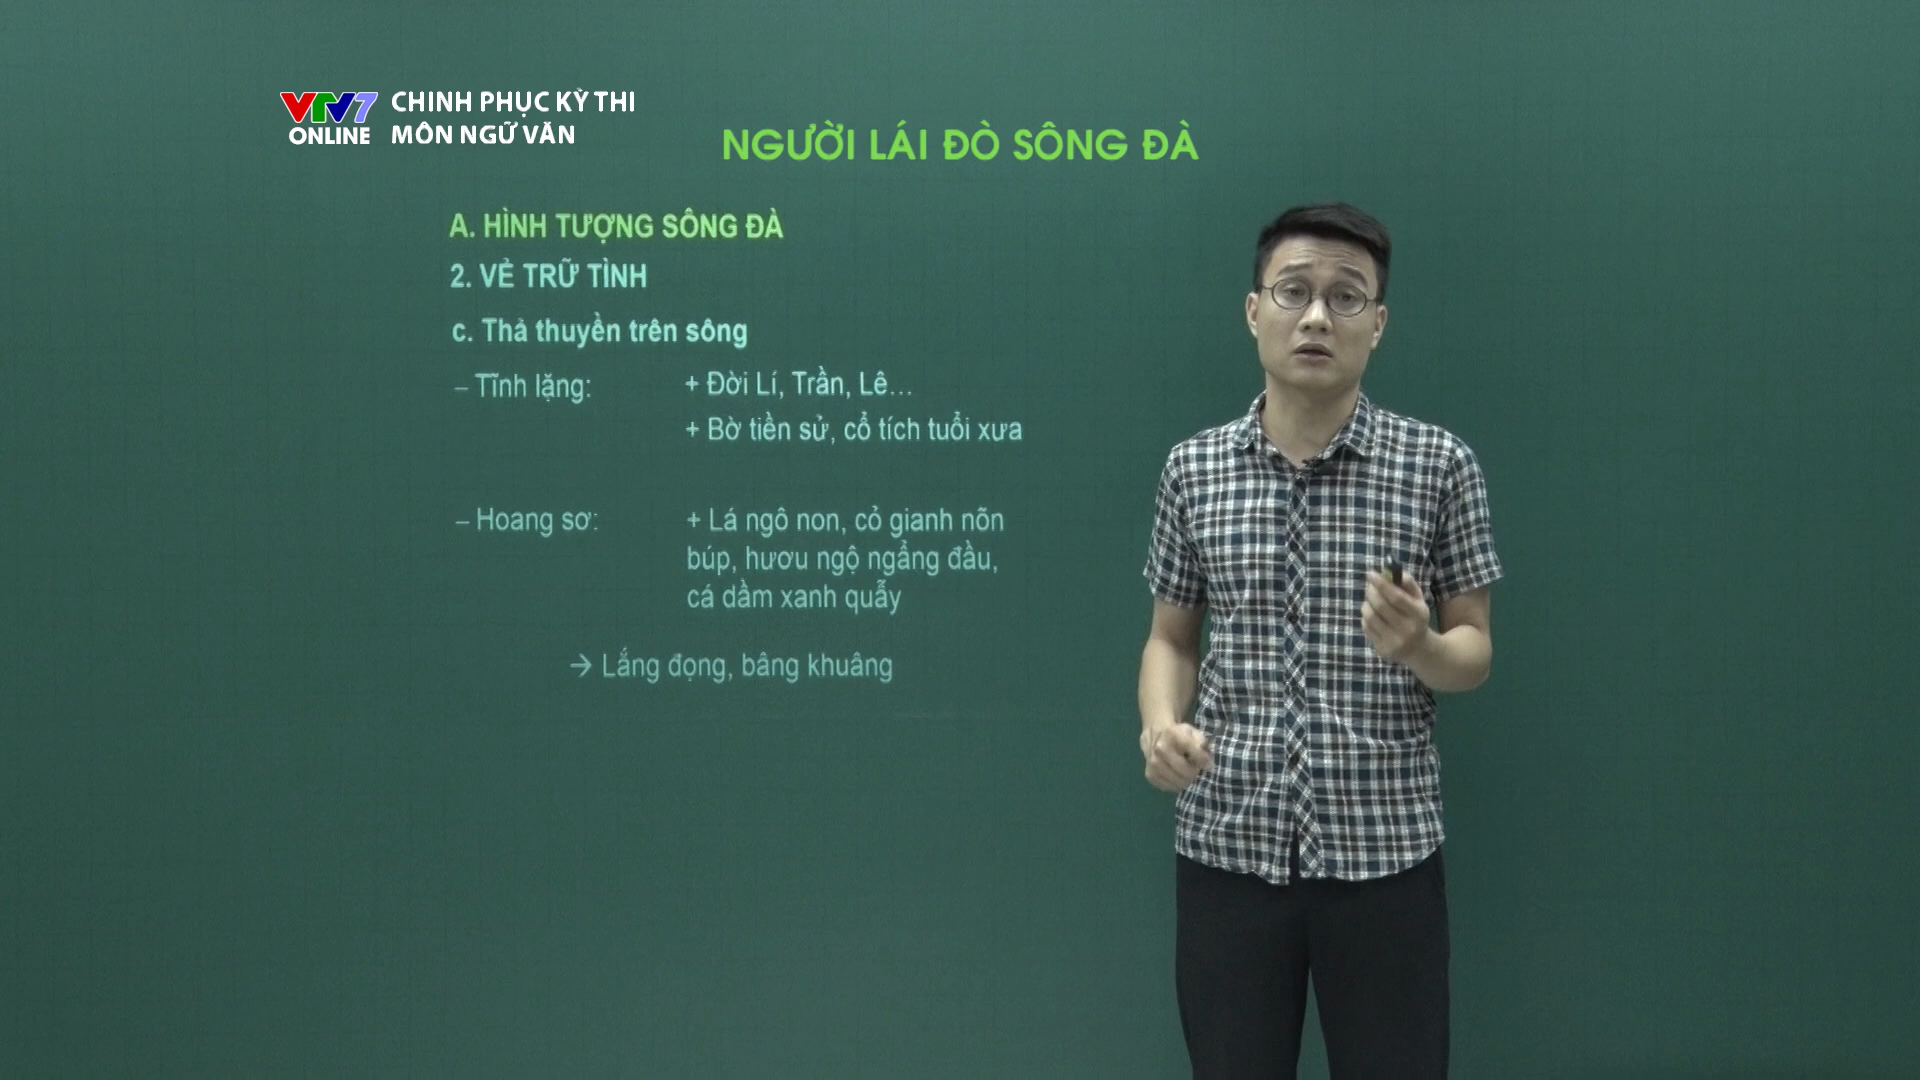 VTV7
ONLINE
CHINH PHỤC KỲ THI
MÔN NGỮ VĂN
NGƯỜI LÁI ĐÒ SÔNG ĐÀ
A. HÌNH TƯỢNG SÔNG ĐÀ
2. VẺ TRỮ TÌNH
c. Thả thuyền trên sông
– Tĩnh lặng: + Đời Lí, Trần, Lê…
+ Bờ tiền sử, cổ tích tuổi xưa
– Hoang sơ: + Lá ngô non, cỏ gianh nõn
búp, hươu ngộ ngẩng đầu,
cá dầm xanh quẫy
→ Lắng đọng, bâng khuâng